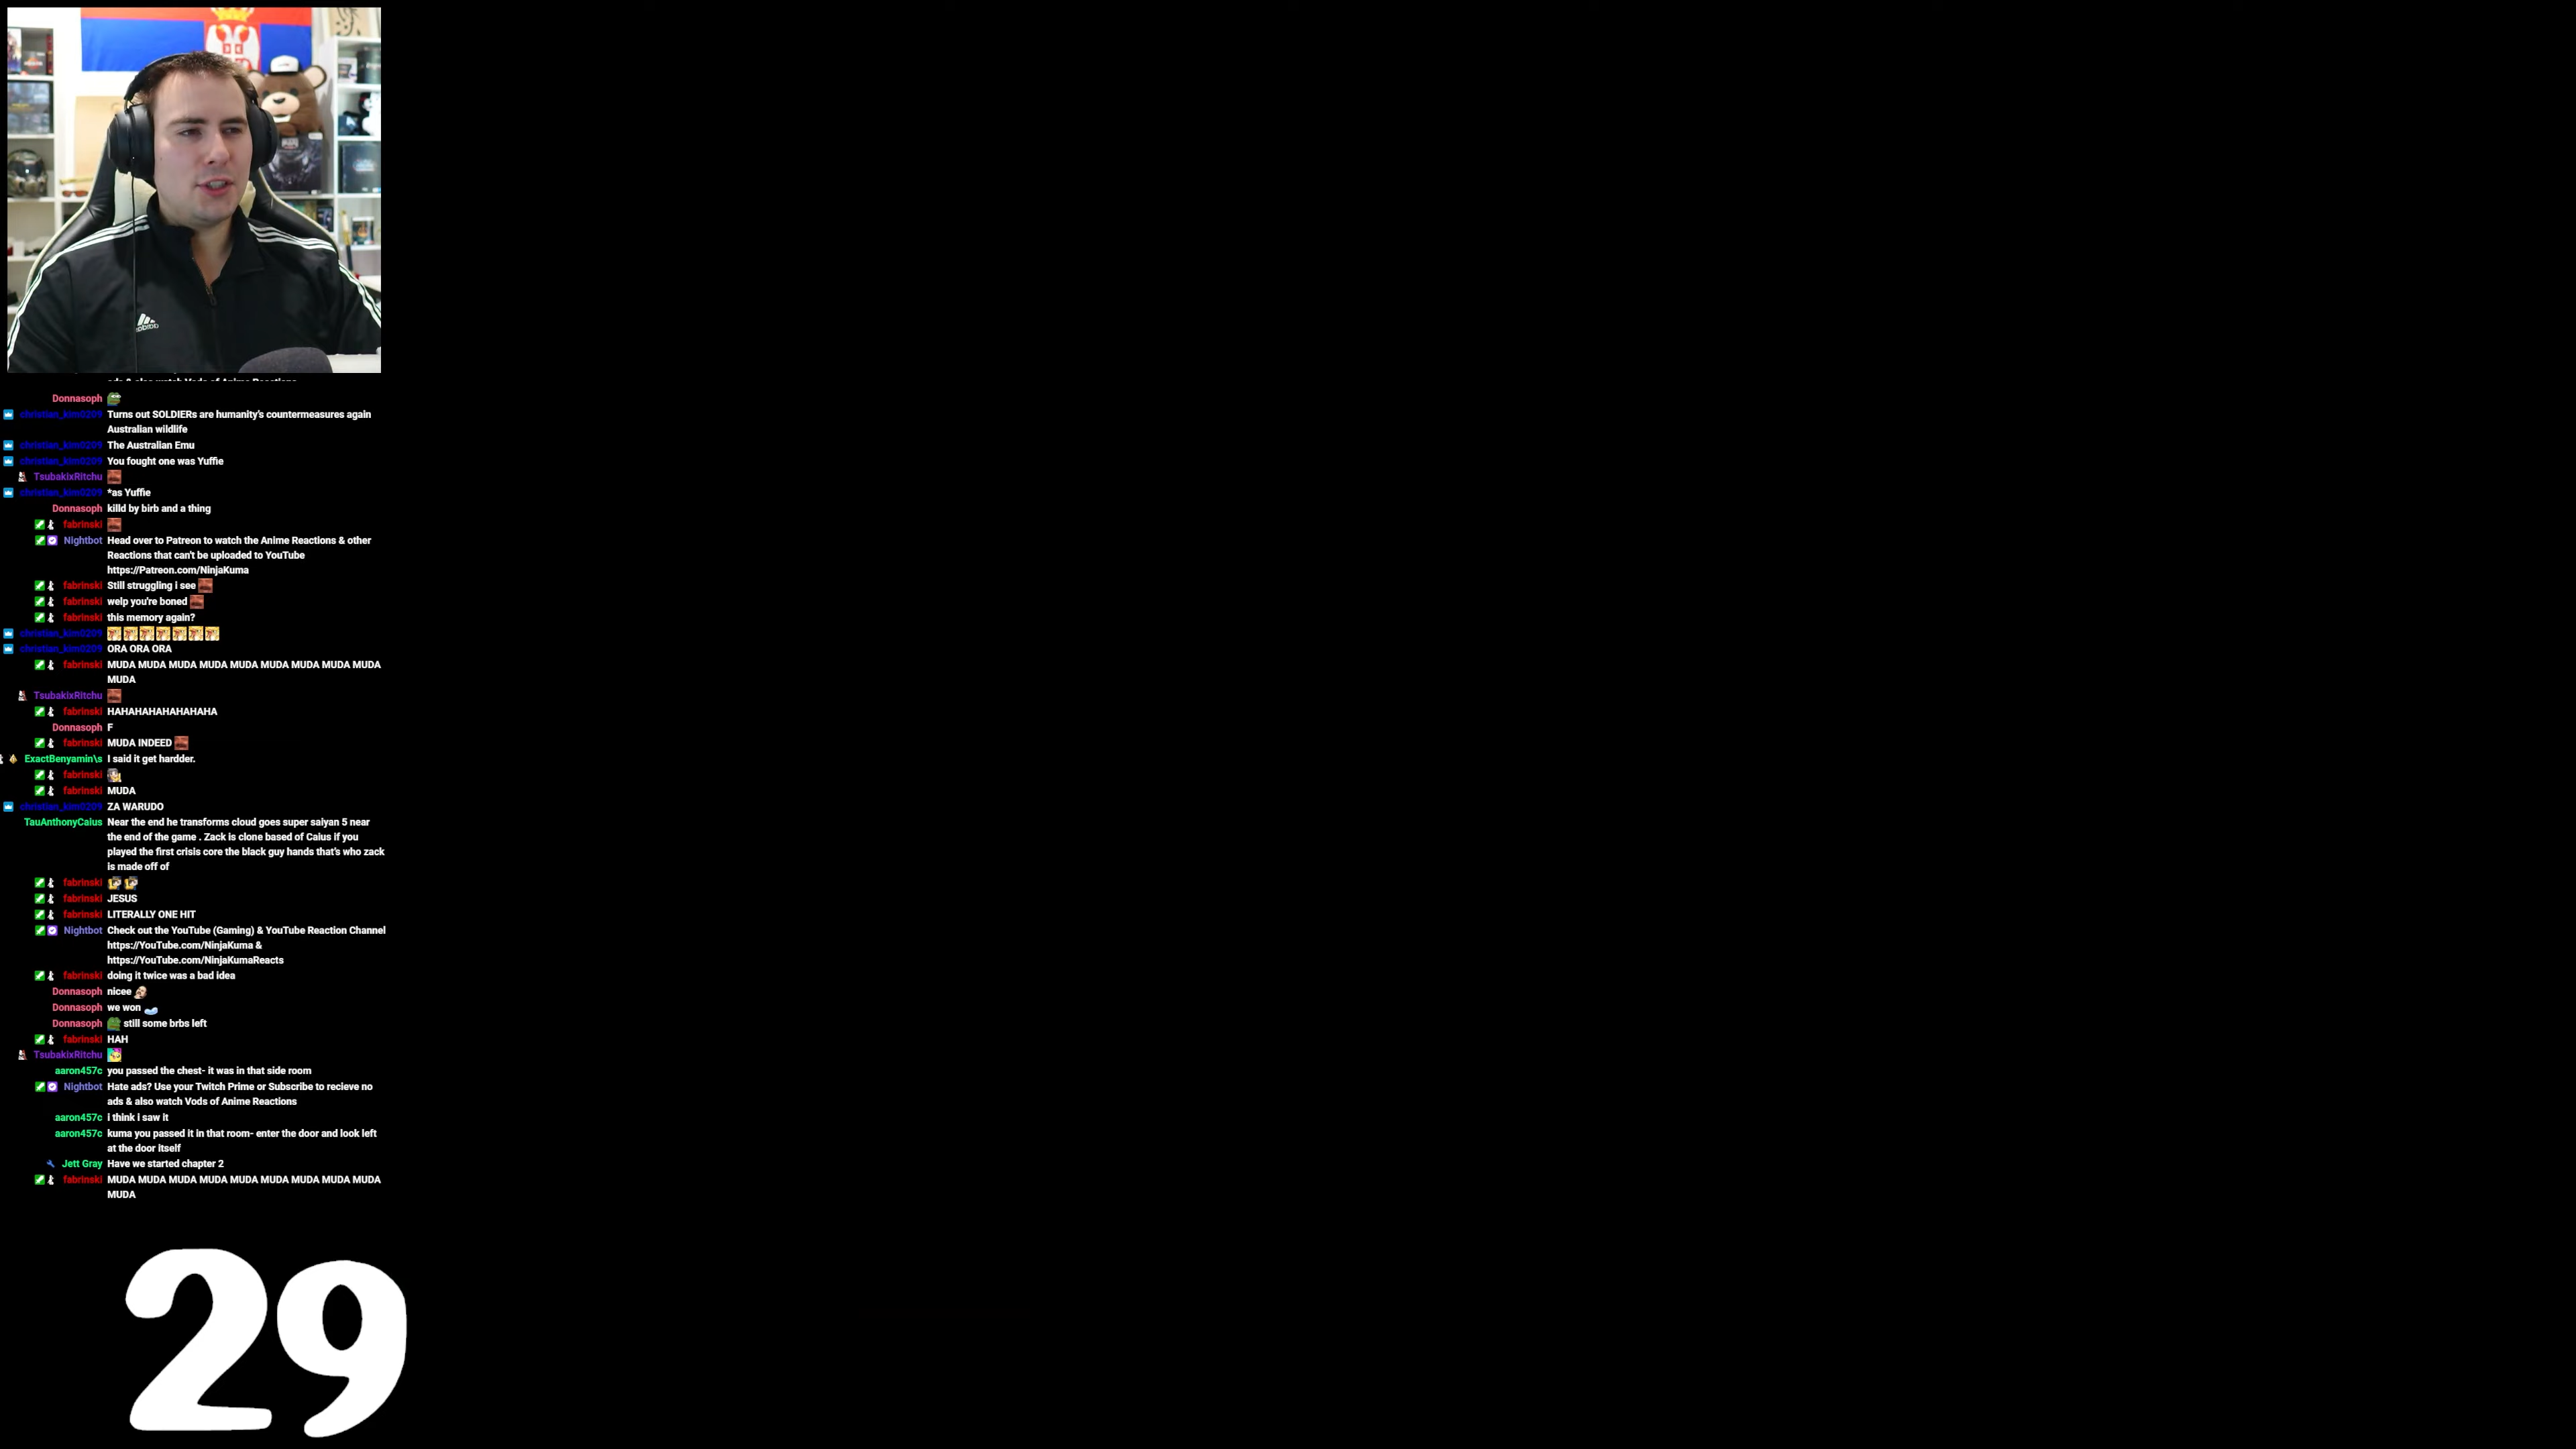 adidas
ads & also watch Vods of Anime Reactions
Donnasoph
christian_kim0209 Turns out SOLDIERs are humanity's countermeasures again
Australian wildlife
christian_kim0209 The Australian Emu
christian_kim0209 You fought one was Yuffie
TsubakixRitchu
christian_kim0209 *as Yuffie
Donnasoph killd by birb and a thing
fabrinski
Nightbot Head over to Patreon to watch the Anime Reactions & other
Reactions that can't be uploaded to YouTube
https://Patreon.com/NinjaKuma
fabrinski Still struggling i see
fabrinski welp you're boned
fabrinski this memory again?
christian_kim0209
christian_kim0209 ORA ORA ORA
fabrinski MUDA MUDA MUDA MUDA MUDA MUDA MUDA MUDA MUDA
MUDA
TsubakixRitchu
fabrinski HAHAHAHAHAHAHAHA
Donnasoph F
fabrinski MUDA INDEED
ExactBenyamin\s I said it get hardder.
fabrinski
fabrinski MUDA
christian_kim0209 ZA WARUDO
TauAnthonyCaius Near the end he transforms cloud goes super saiyan 5 near
the end of the game . Zack is clone based of Caius if you
played the first crisis core the black guy hands that's who zack
is made off of
fabrinski
fabrinski JESUS
fabrinski LITERALLY ONE HIT
Nightbot Check out the YouTube (Gaming) & YouTube Reaction Channel
https://YouTube.com/NinjaKuma &
https://YouTube.com/NinjaKumaReacts
fabrinski doing it twice was a bad idea
Donnasoph nicee
Donnasoph we won
Donnasoph still some brbs left
fabrinski HAH
TsubakixRitchu
aaron457c you passed the chest- it was in that side room
Nightbot Hate ads? Use your Twitch Prime or Subscribe to recieve no
ads & also watch Vods of Anime Reactions
aaron457c i think i saw it
aaron457c kuma you passed it in that room- enter the door and look left
at the door itself
Jett Gray Have we started chapter 2
fabrinski MUDA MUDA MUDA MUDA MUDA MUDA MUDA MUDA MUDA
MUDA
29